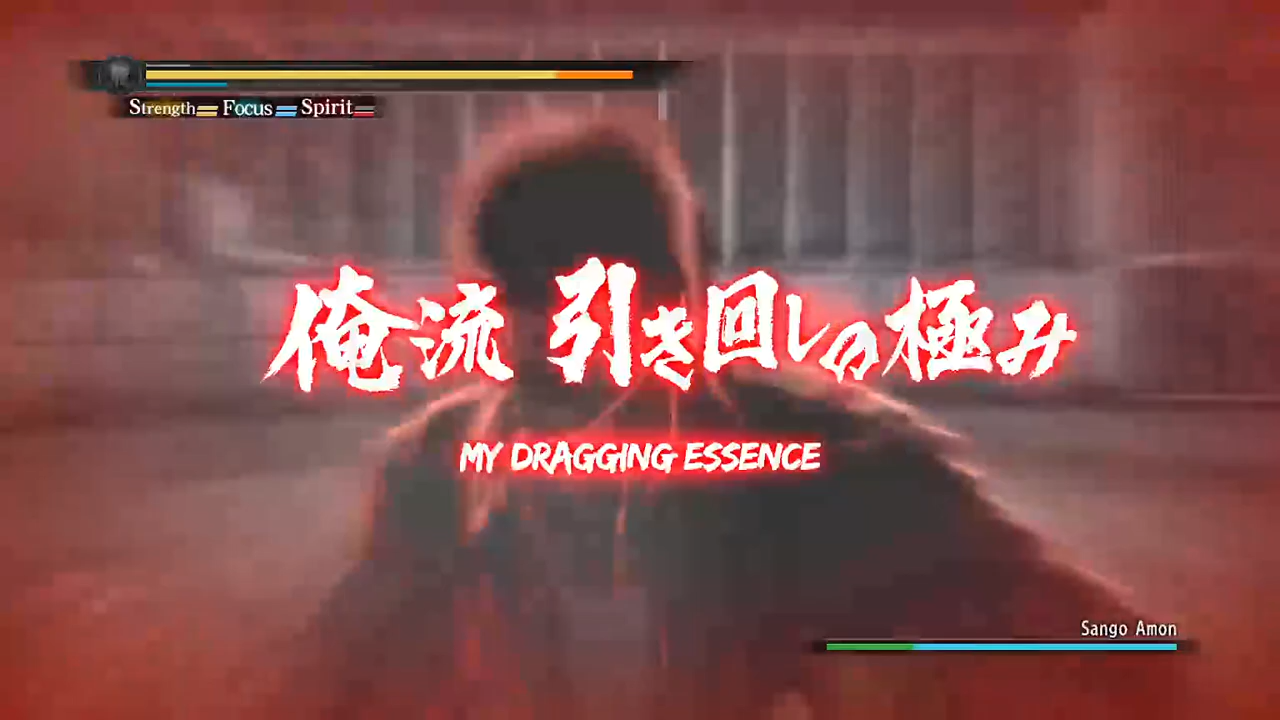 Strength Focus Spirit
俺流 引き回しの極み
MY DRAGGING ESSENCE
Sango Amon